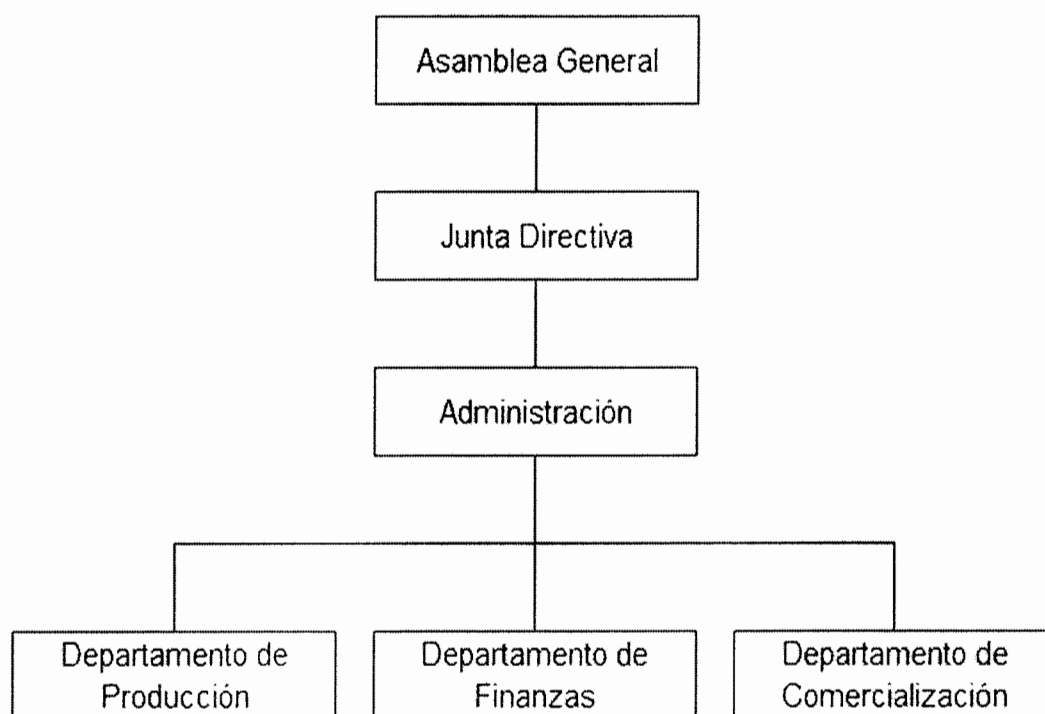 Asamblea General
Junta Directiva
Administración
Departamento de
Producción
Departamento de
Finanzas
Departamento de
Comercialización